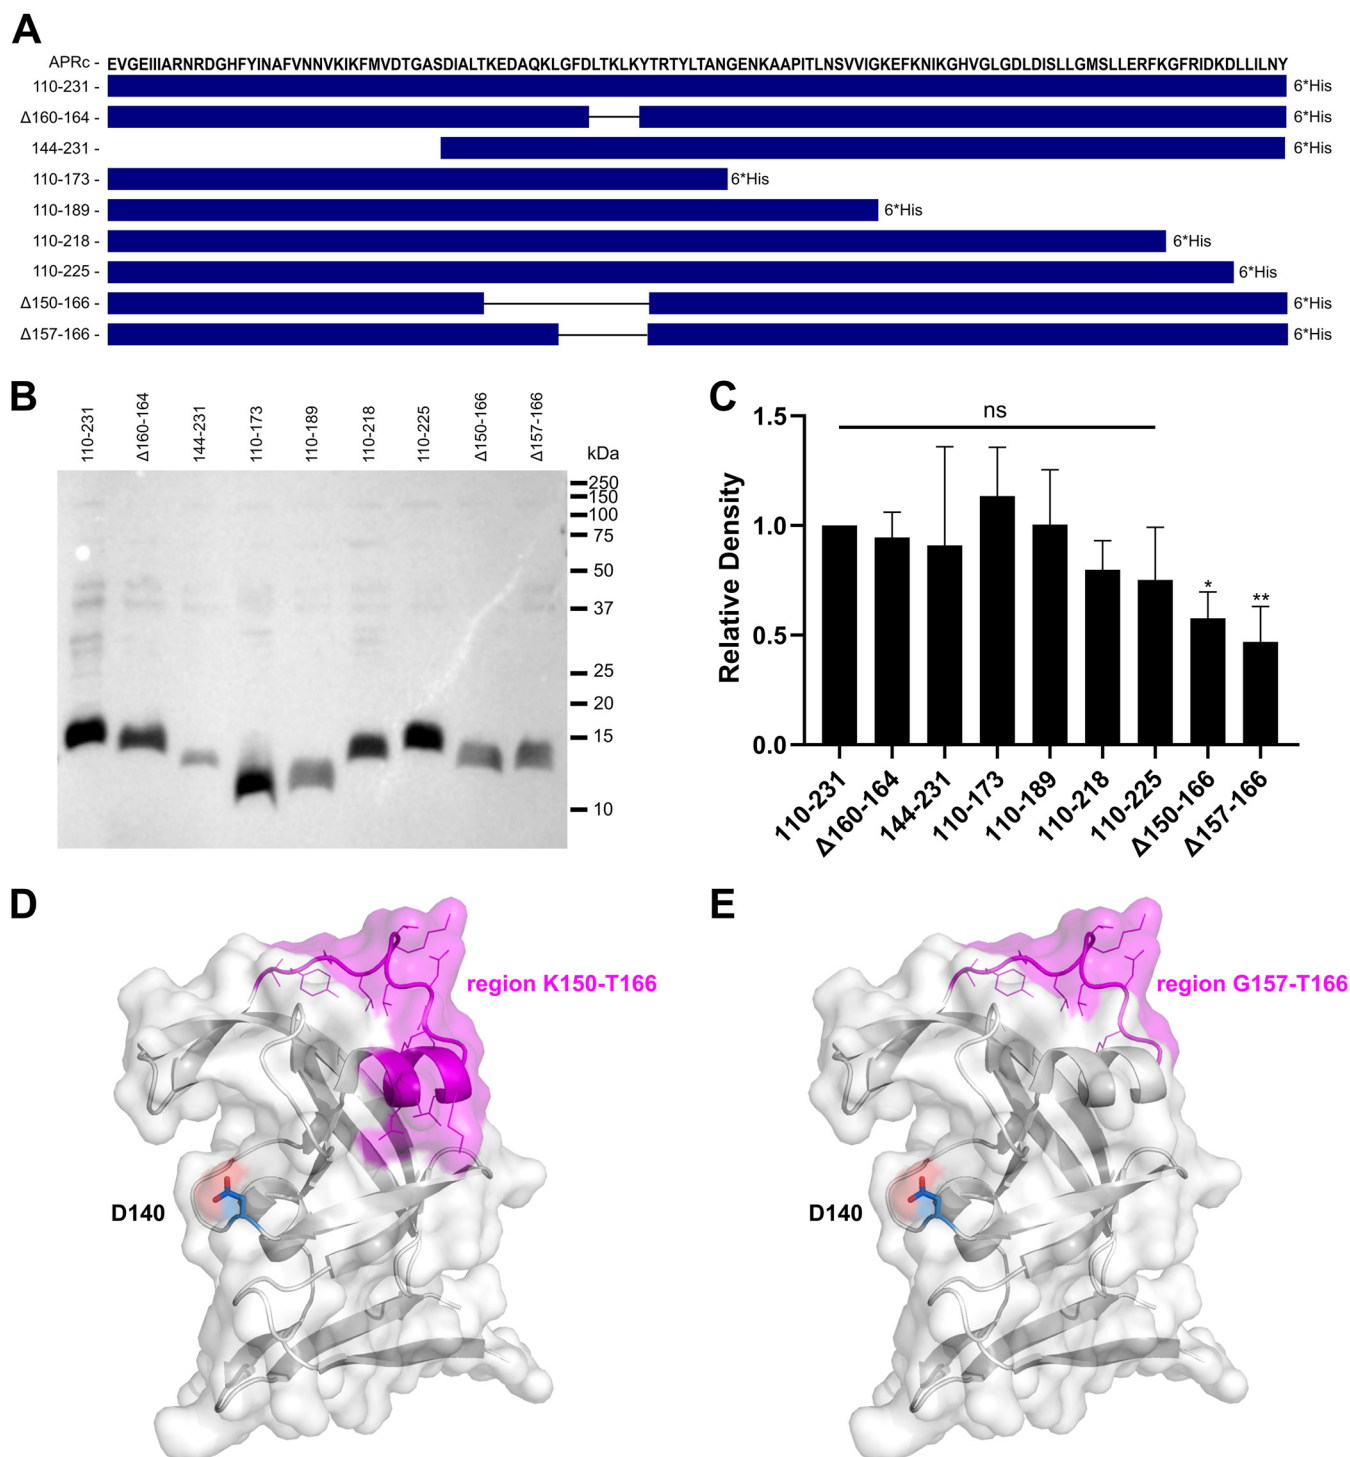 A
APRc - EVGEIIIARNRDGHFYINAFVNNVKIKFMVDTGASDIALTKEDAQKLGFDLTKLKYTRTYLTANGENKAAPITLNSVVIGKEFKNIKGHVGLGDLDISLLGMSLLERFKGFRIDKDLLILNY
110-231 - 6*His
Δ160-164 - 6*His
144-231 - 6*His
110-173 - 6*His
110-189 - 6*His
110-218 - 6*His
110-225 - 6*His
Δ150-166 - 6*His
Δ157-166 - 6*His
B
110-231 Δ160-164 144-231 110-173 110-189 110-218 110-225 Δ150-166 Δ157-166
kDa
250
150
100
75
50
37
25
20
15
10
C
Relative Density
1.5
1.0
0.5
0.0
ns
*
**
110-231 Δ160-164 144-231 110-173 110-189 110-218 110-225 Δ150-166 Δ157-166
D
region K150-T166
D140
E
region G157-T166
D140